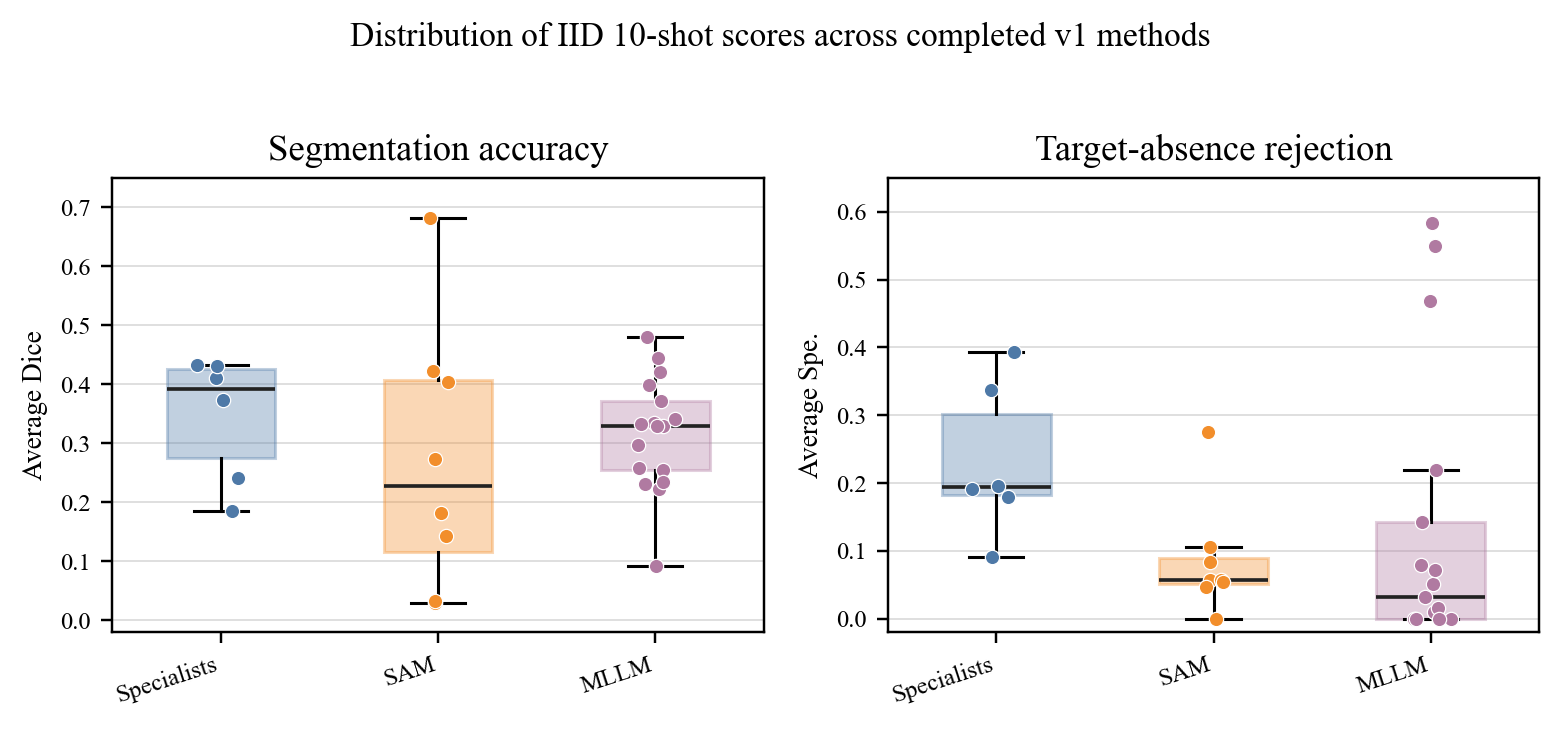 Distribution of IID 10-shot scores across completed v1 methods
Segmentation accuracy
Average Dice
0.7
0.6
0.5
0.4
0.3
0.2
0.1
0.0
Specialists
SAM
MLLM
Target-absence rejection
Average Spe.
0.6
0.5
0.4
0.3
0.2
0.1
0.0
Specialists
SAM
MLLM